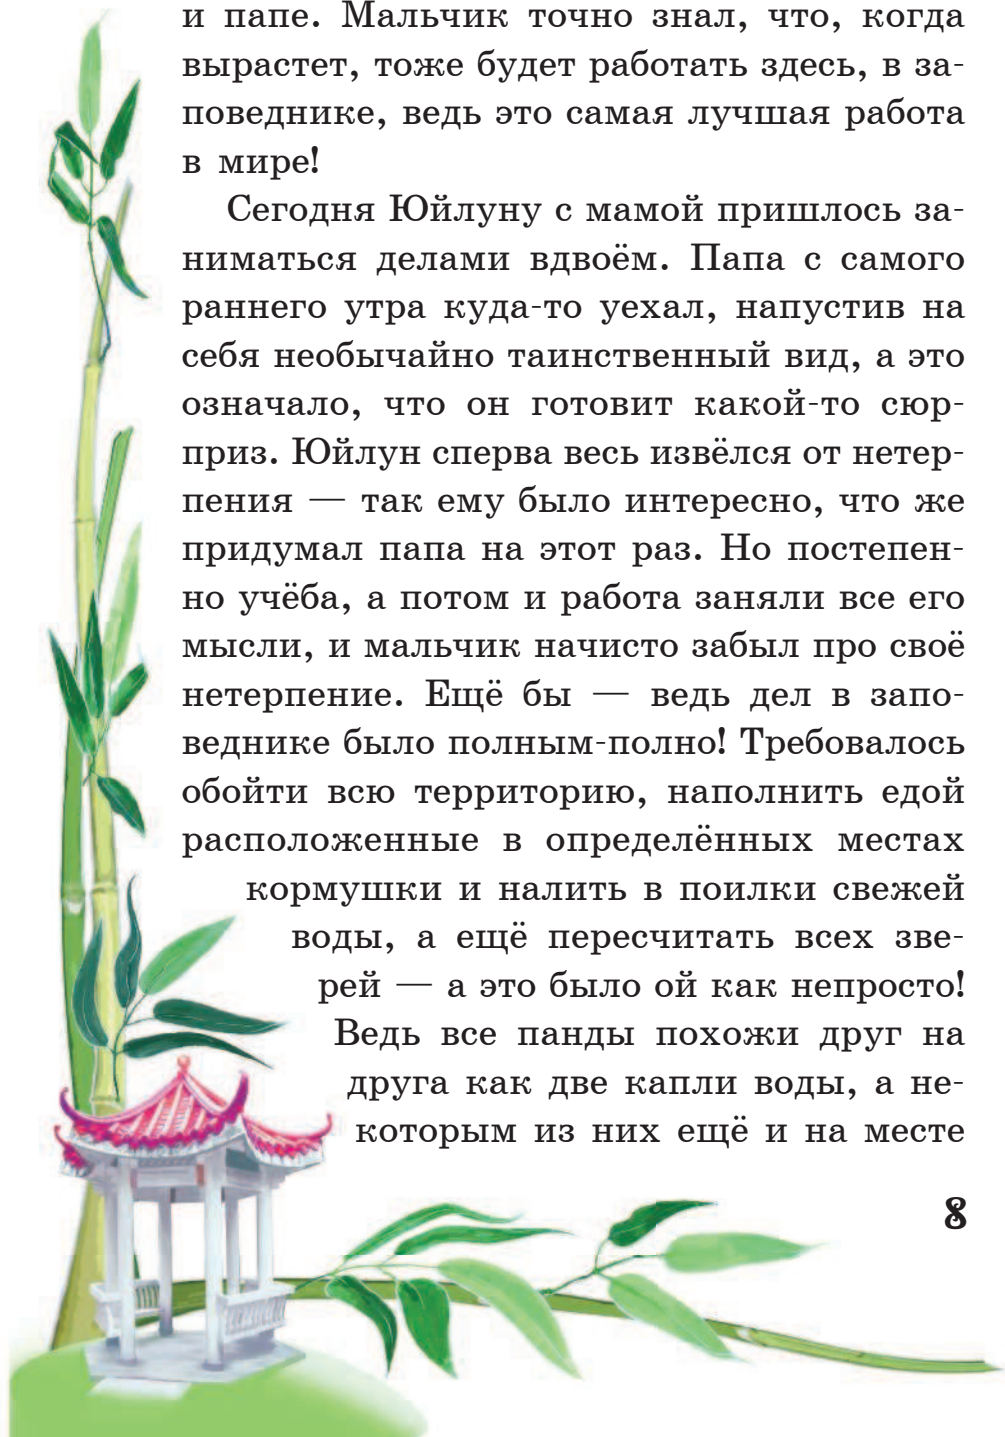 и папе. Мальчик точно знал, что, когда
вырастет, тоже будет работать здесь, в за-
поведнике, ведь это самая лучшая работа
в мире!
Сегодня Юйлуну с мамой пришлось за-
ниматься делами вдвоём. Папа с самого
раннего утра куда-то уехал, напустив на
себя необычайно таинственный вид, а это
означало, что он готовит какой-то сюр-
приз. Юйлун сперва весь извёлся от нетер-
пения — так ему было интересно, что же
придумал папа на этот раз. Но постепен-
но учёба, а потом и работа заняли все его
мысли, и мальчик начисто забыл про своё
нетерпение. Ещё бы — ведь дел в запо-
веднике было полным-полно! Требовалось
обойти всю территорию, наполнить едой
расположенные в определённых местах
кормушки и налить в поилки свежей
воды, а ещё пересчитать всех зве-
рей — а это было ой как непросто!
Ведь все панды похожи друг на
друга как две капли воды, а не-
которым из них ещё и на месте
8